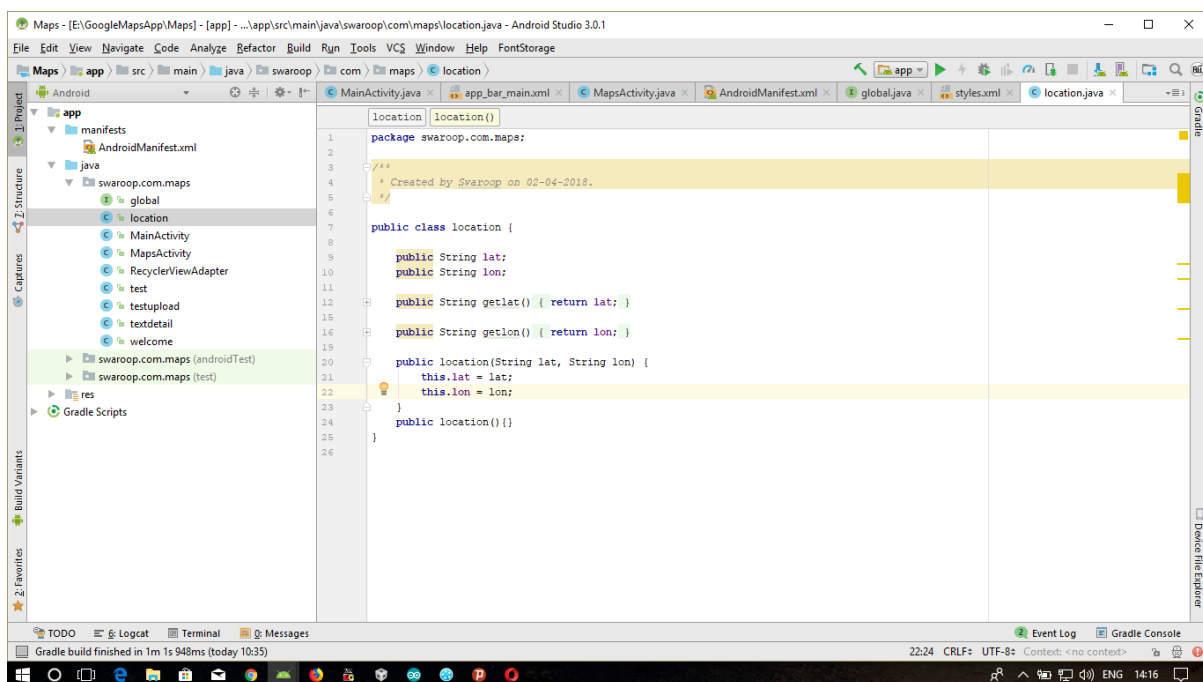 Maps - [E:\GoogleMapsApp\Maps] - [app] - ...\app\src\main\java\swaroop\com\maps\location.java - Android Studio 3.0.1
File Edit View Navigate Code Analyze Refactor Build Run Tools VCS Window Help FontStorage
Maps app src main java swaroop com maps location
app
Android
MainActivity.java app_bar_main.xml MapsActivity.java AndroidManifest.xml global.java styles.xml location.java
1: Project
Z: Structure
Captures
Build Variants
2: Favorites
app
manifests
AndroidManifest.xml
java
swaroop.com.maps
global
location
MainActivity
MapsActivity
RecyclerViewAdapter
test
testupload
textdetail
welcome
swaroop.com.maps (androidTest)
swaroop.com.maps (test)
res
Gradle Scripts
location location()
1 package swaroop.com.maps;
2
3 /**
4 * Created by Swaroop on 02-04-2018.
5 */
6
7 public class location {
8
9 public String lat;
10 public String lon;
11
12 public String getlat() { return lat; }
15
16 public String getlon() { return lon; }
19
20 public location(String lat, String lon) {
21 this.lat = lat;
22 this.lon = lon;
23 }
24 public location(){}
25 }
26
Gradle
Device File Explorer
TODO 6: Logcat Terminal 0: Messages
2 Event Log Gradle Console
Gradle build finished in 1m 1s 948ms (today 10:35)
22:24 CRLF UTF-8 Context: <no context>
ENG 14:16